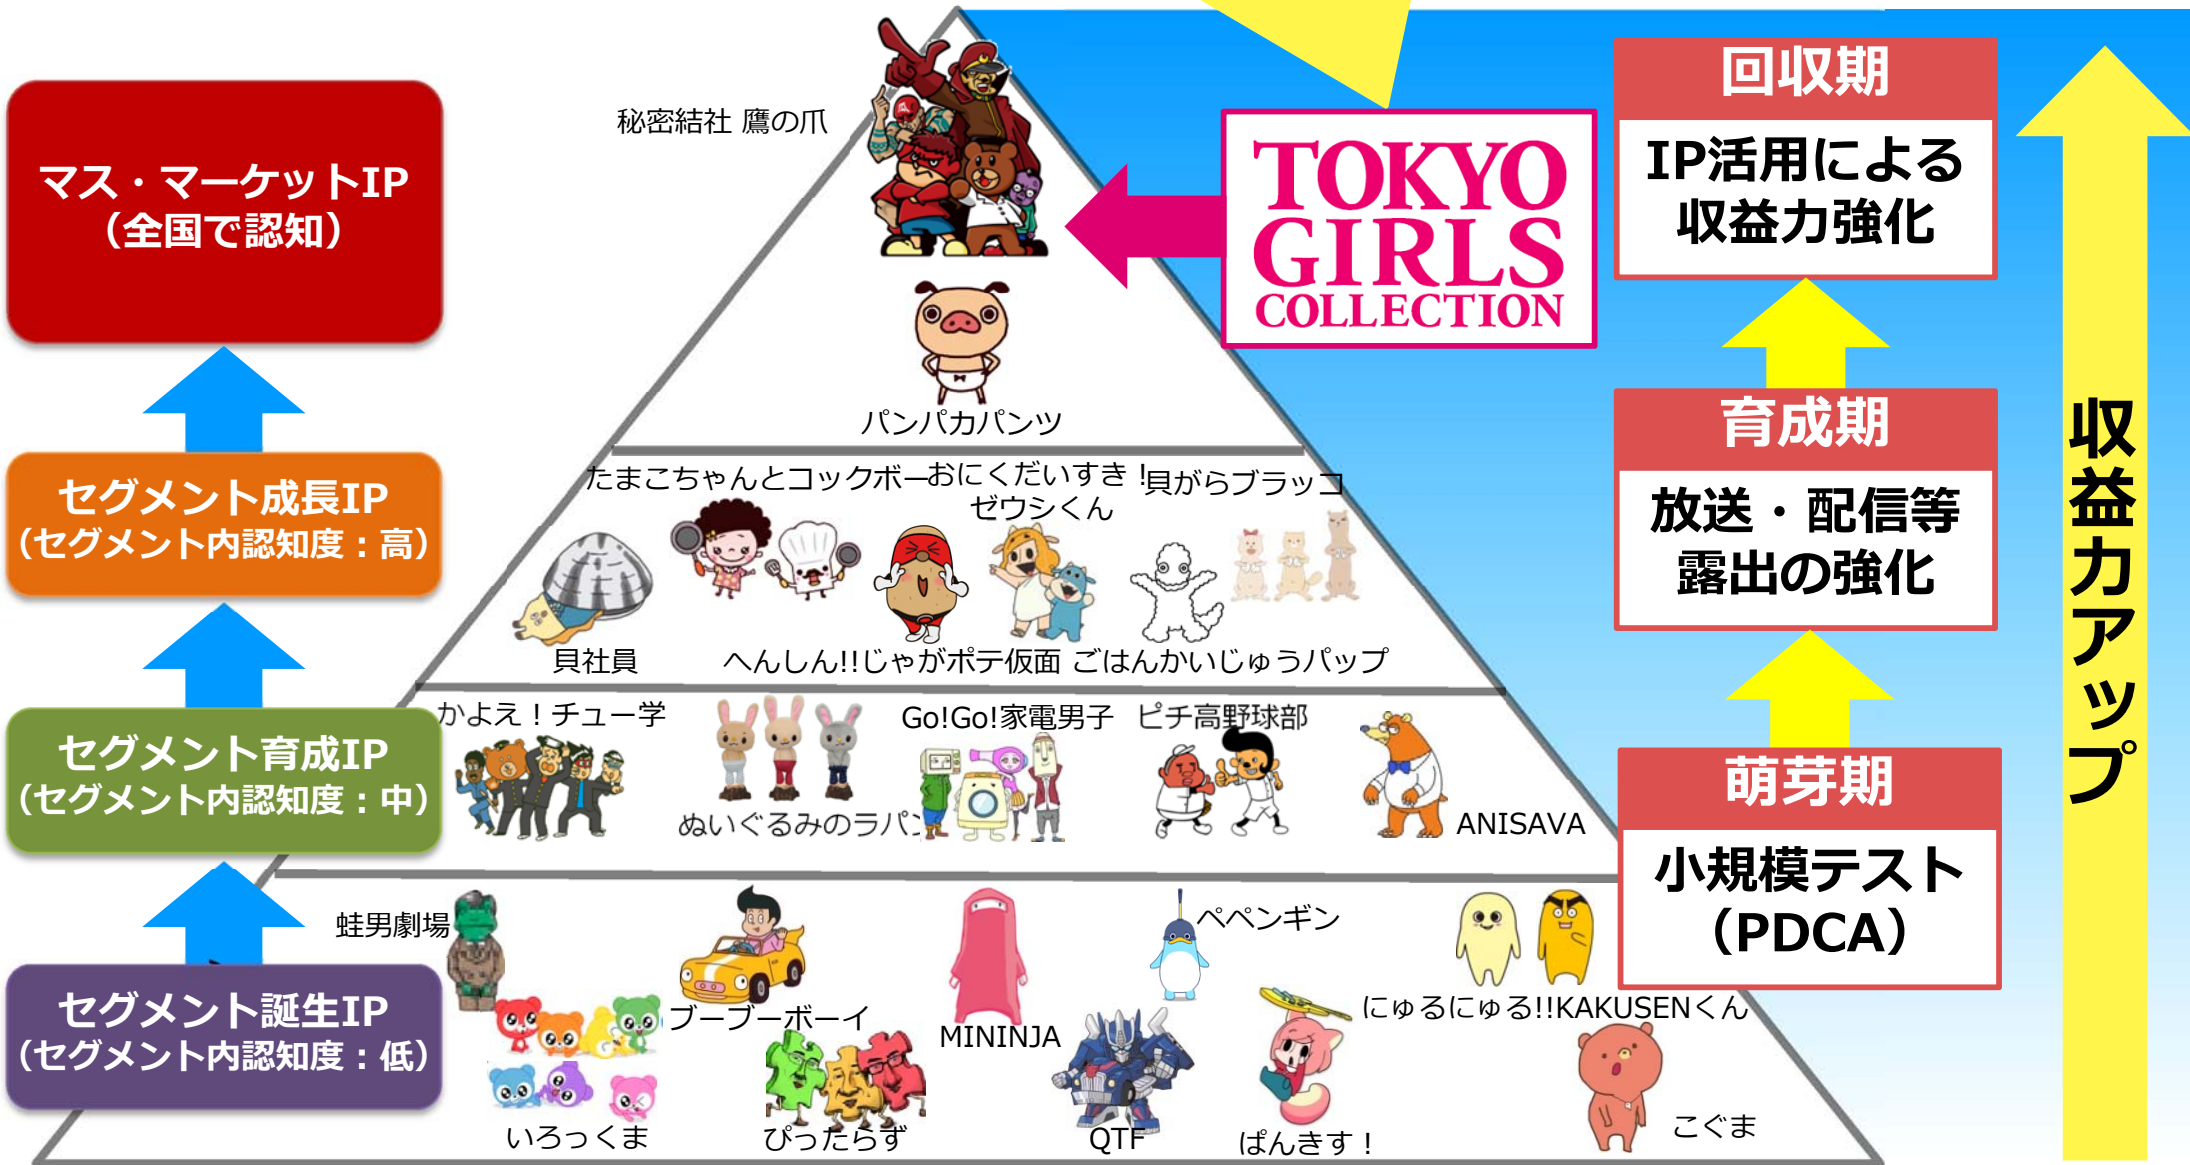 マス・マーケットIP
（全国で認知）
セグメント成長IP
（セグメント内認知度：高）
セグメント育成IP
（セグメント内認知度：中）
セグメント誕生IP
（セグメント内認知度：低）
秘密結社 鷹の爪
パンパカパンツ
たまこちゃんとコックボー
おにくだいすき！
ゼウシくん
貝がらブラッコ
貝社員
へんしん!!じゃがポテ仮面
ごはんかいじゅうパップ
かよえ！チュー学
ぬいぐるみのラパン
Go!Go!家電男子
ピチ高野球部
ANISAVA
蛙男劇場
ブーブーボーイ
MININJA
ペペンギン
にゅるにゅる!!KAKUSENくん
いろっくま
ぴったらず
QTF
ぱんきす！
こぐま
TOKYO
GIRLS
COLLECTION
回収期
IP活用による
収益力強化
育成期
放送・配信等
露出の強化
萌芽期
小規模テスト
（PDCA）
収益力アップ